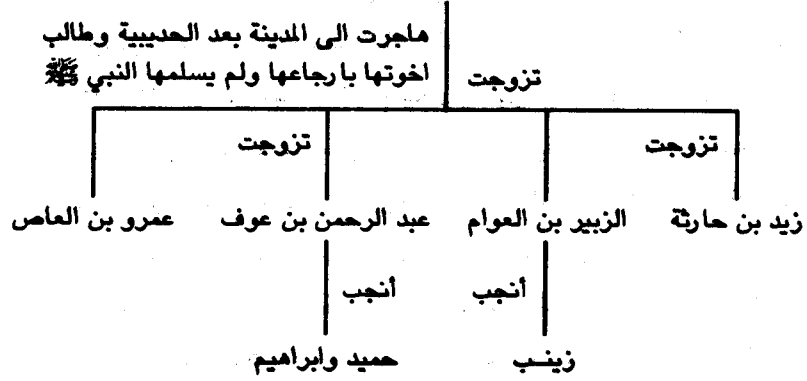 هاجرت الى المدينة بعد الحديبية وطالب
اخوتها بارجاعها ولم يسلمها النبي ﷺ
تزوجت
تزوجت
تزوجت
زيد بن حارثة
الزبير بن العوام
عبد الرحمن بن عوف
عمرو بن العاص
أنجب
أنجب
زينب
حميد وابراهيم